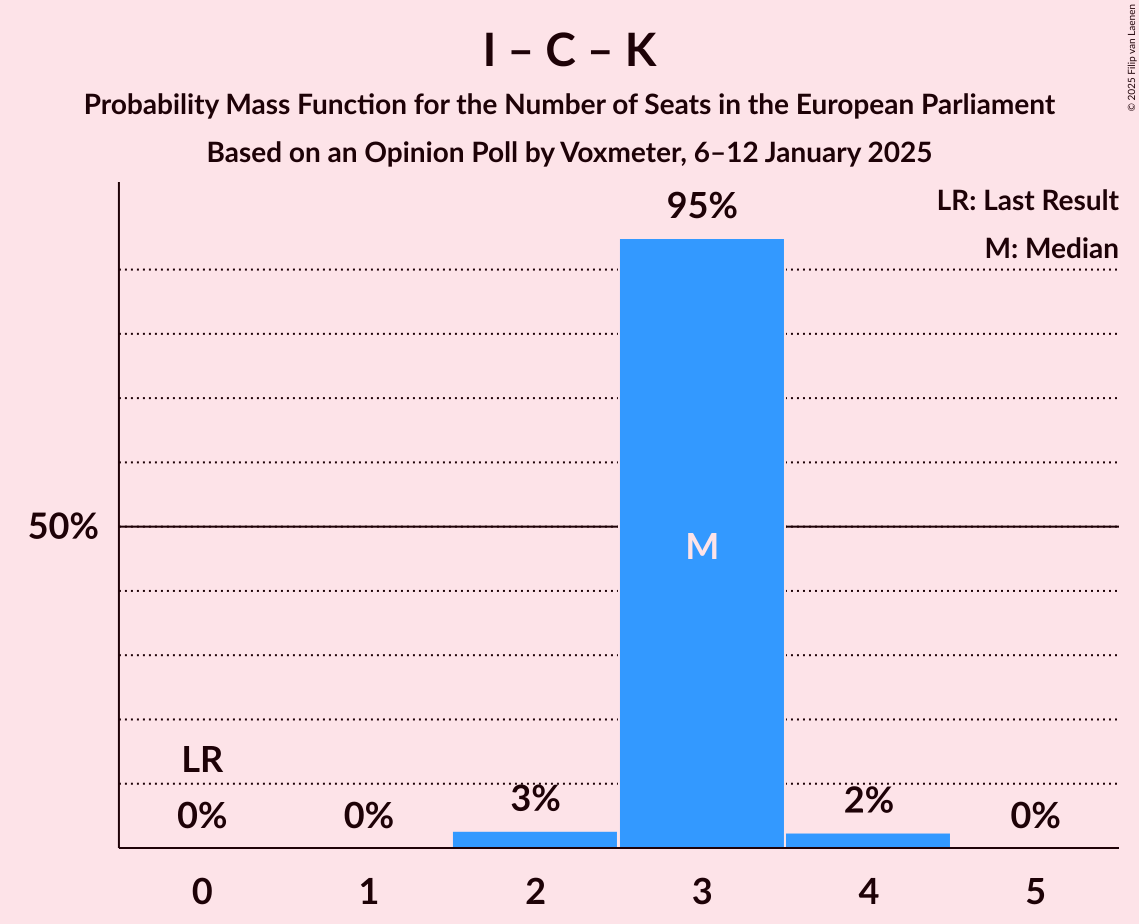 I – C – K
Probability Mass Function for the Number of Seats in the European Parliament
Based on an Opinion Poll by Voxmeter, 6–12 January 2025
© 2025 Filip van Laenen
LR: Last Result
M: Median
95%
50%
M
LR
0%
0%
3%
2%
0%
0
1
2
3
4
5